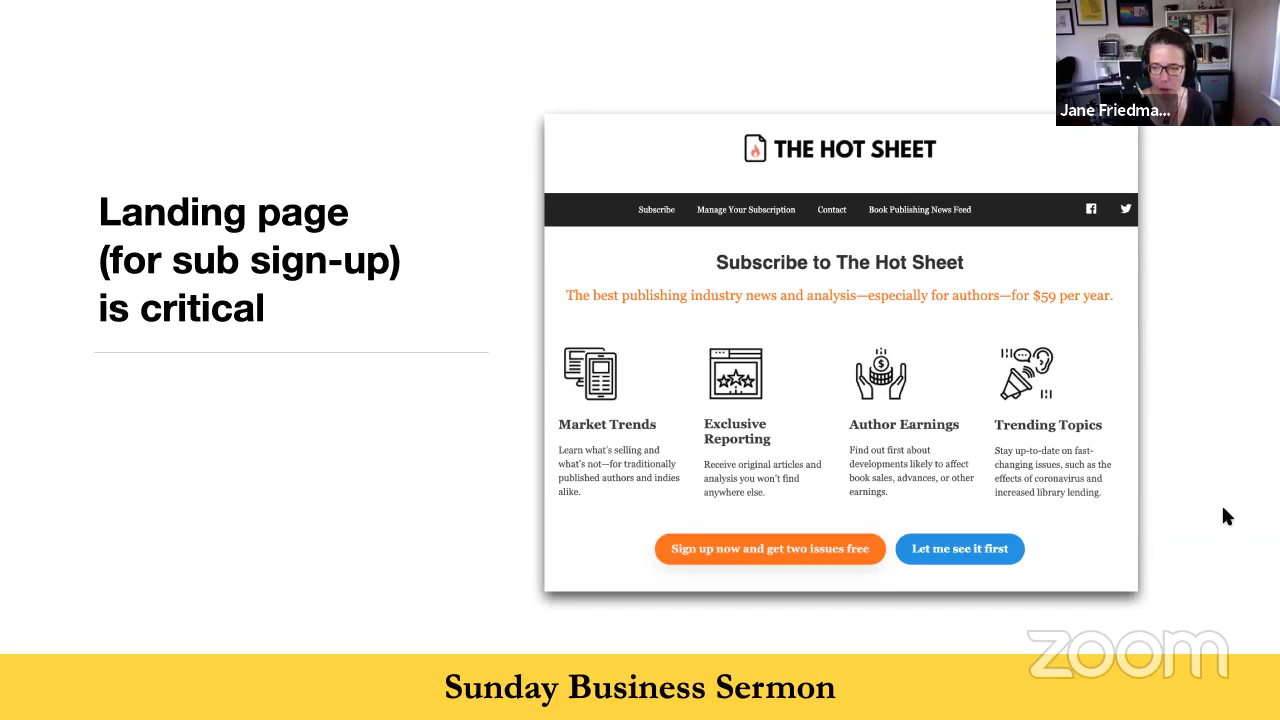 Jane Friedma...
Landing page
(for sub sign-up)
is critical
THE HOT SHEET
Subscribe
Manage Your Subscription
Contact
Book Publishing News Feed
Subscribe to The Hot Sheet
The best publishing industry news and analysis—especially for authors—for $59 per year.
Market Trends
Learn what's selling and
what's not—for traditionally
published authors and indies
alike.
Exclusive
Reporting
Receive original articles and
analysis you won't find
anywhere else.
Author Earnings
Find out first about
developments likely to affect
book sales, advances, or other
earnings.
Trending Topics
Stay up-to-date on fast-
changing issues, such as the
effects of coronavirus and
increased library lending.
Sign up now and get two issues free
Let me see it first
zoom
Sunday Business Sermon